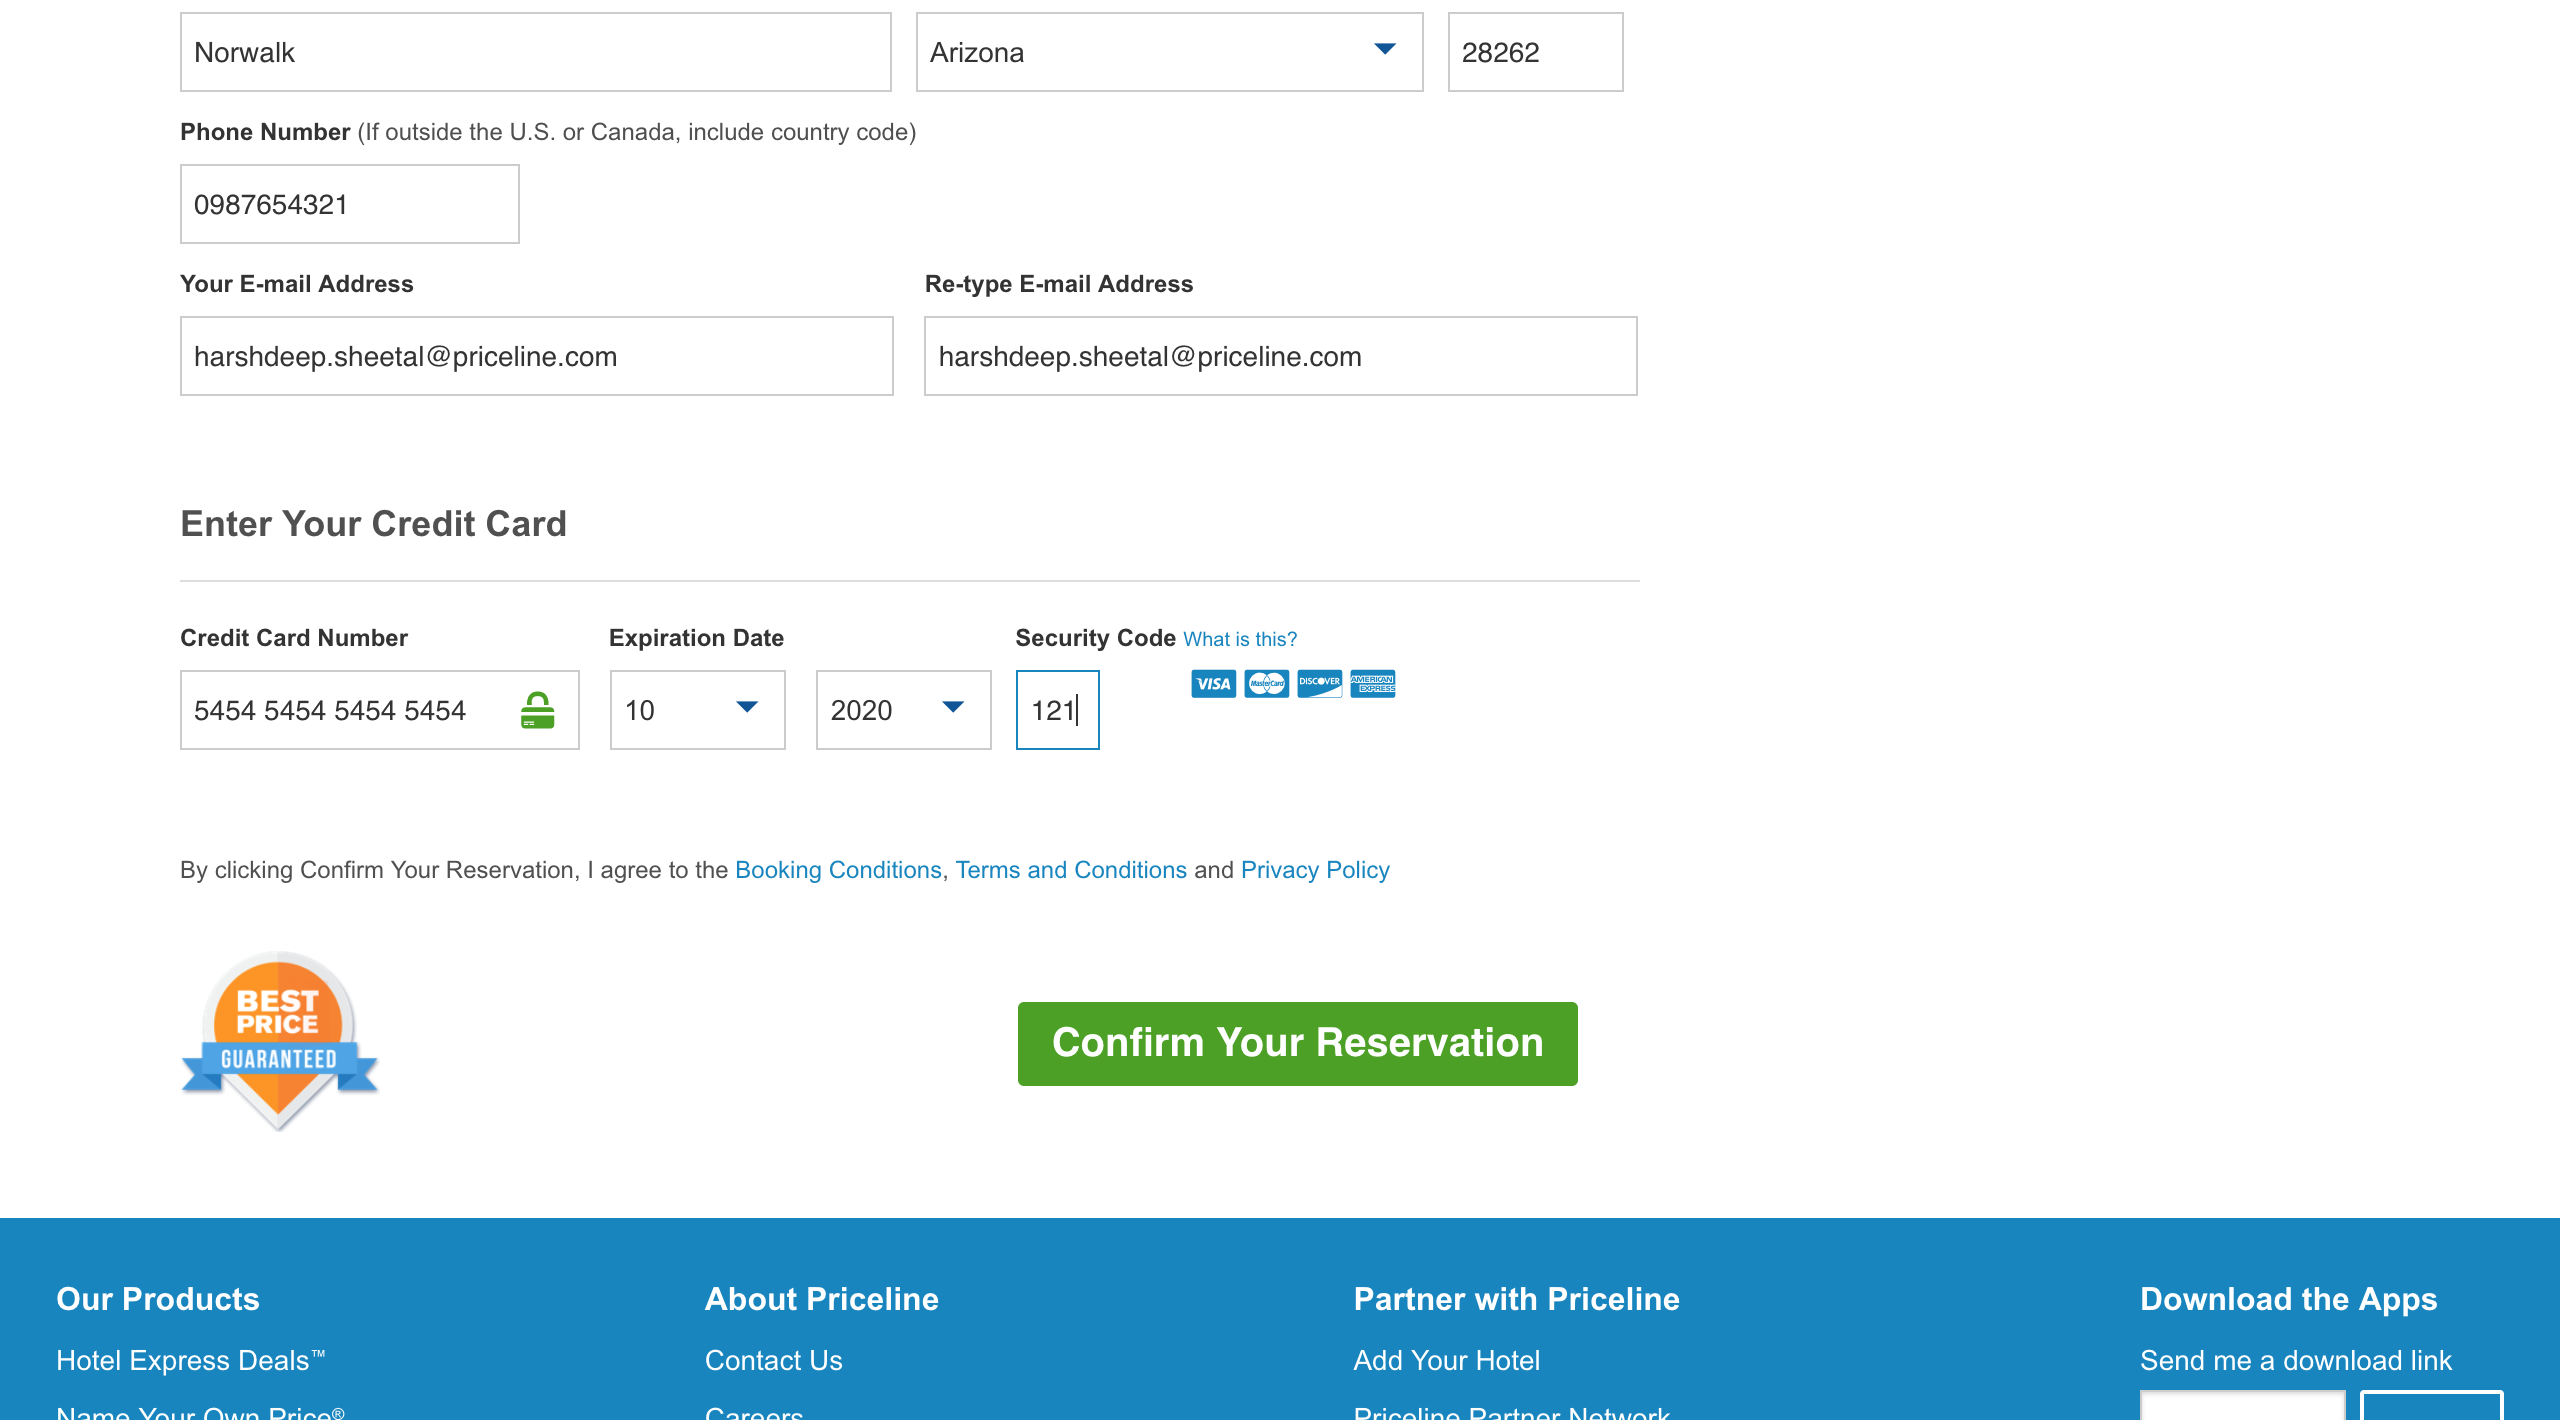 Norwalk Arizona 28262
Phone Number (If outside the U.S. or Canada, include country code)
0987654321
Your E-mail Address Re-type E-mail Address
harshdeep.sheetal@priceline.com harshdeep.sheetal@priceline.com
Enter Your Credit Card
Credit Card Number Expiration Date Security Code What is this?
5454 5454 5454 5454 10 2020 121 VISA MasterCard DISCOVER AMERICAN EXPRESS
By clicking Confirm Your Reservation, I agree to the Booking Conditions, Terms and Conditions and Privacy Policy
BEST
PRICE
GUARANTEED
Confirm Your Reservation
Our Products About Priceline Partner with Priceline Download the Apps
Hotel Express Deals™ Contact Us Add Your Hotel Send me a download link
Name Your Own Price® Careers Priceline Partner Network